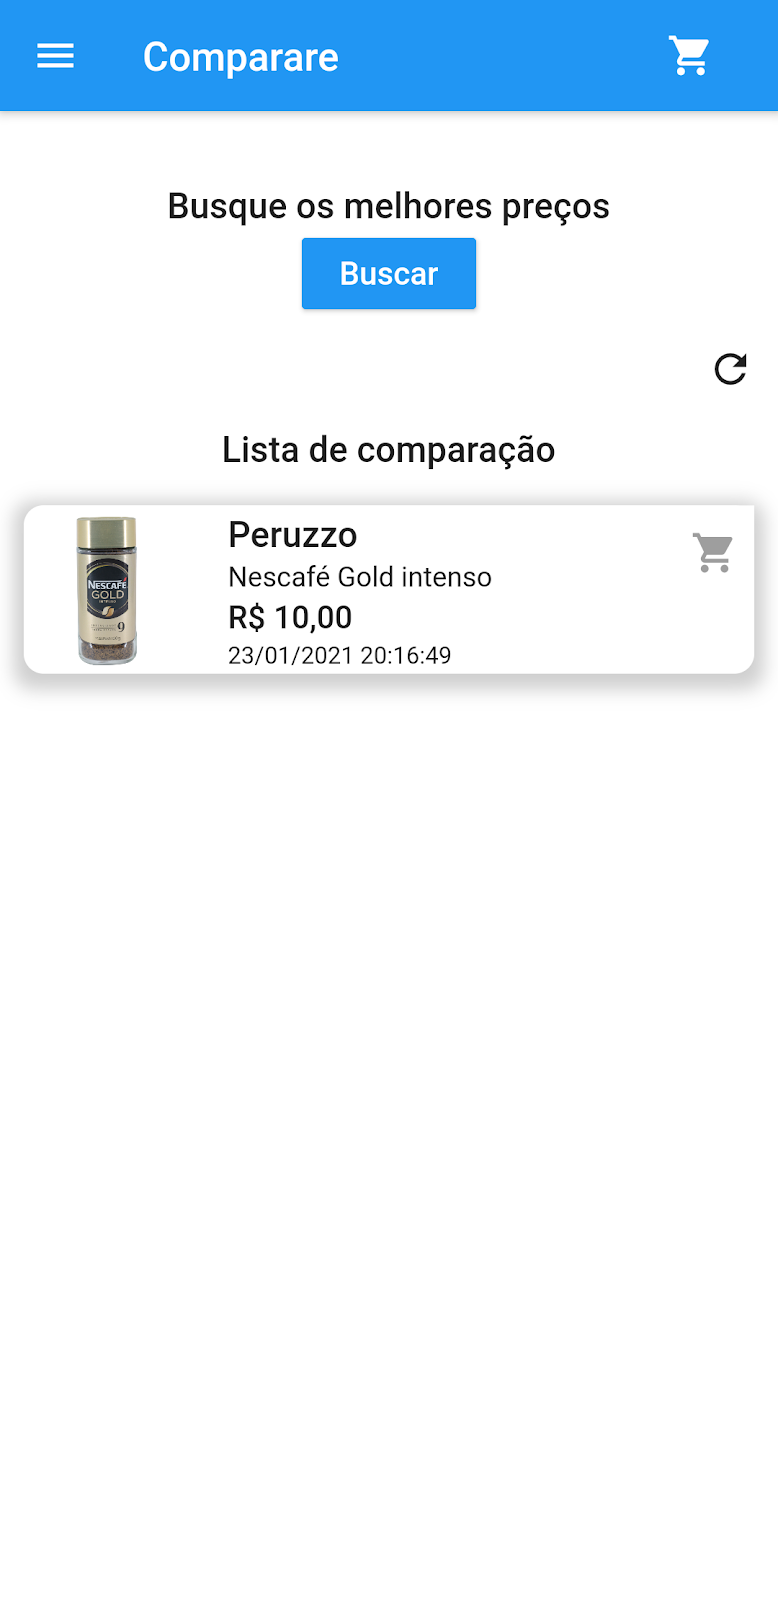 Comparare
Busque os melhores preços
Buscar
Lista de comparação
Peruzzo
Nescafé Gold intenso
R$ 10,00
23/01/2021 20:16:49
NESCAFÉ
GOLD
INTENSO
9